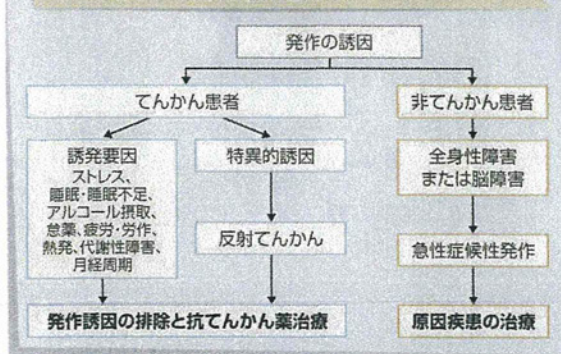 発作の誘因
てんかん患者
非てんかん患者
誘発要因
ストレス、
睡眠・睡眠不足、
アルコール摂取、
怠薬、疲労・労作、
熱発、代謝性障害、
月経周期
特異的誘因
反射てんかん
全身性障害
または脳障害
急性症候性発作
発作誘因の排除と抗てんかん薬治療
原因疾患の治療